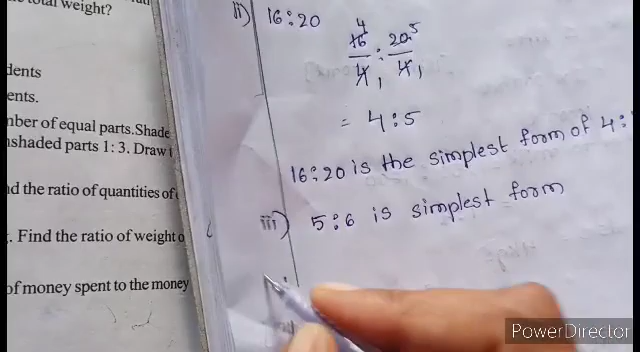 total weight?
dents
ents.
nber of equal parts.Shade
nshaded parts 1: 3. Draw
nd the ratio of quantities of
. Find the ratio of weight o
of money spent to the money
ii) 16:20
4 5
16/4 : 20/4
1 1
= 4:5
16:20 is the simplest form of 4:
iii) 5:6 is simplest form
PowerDirector